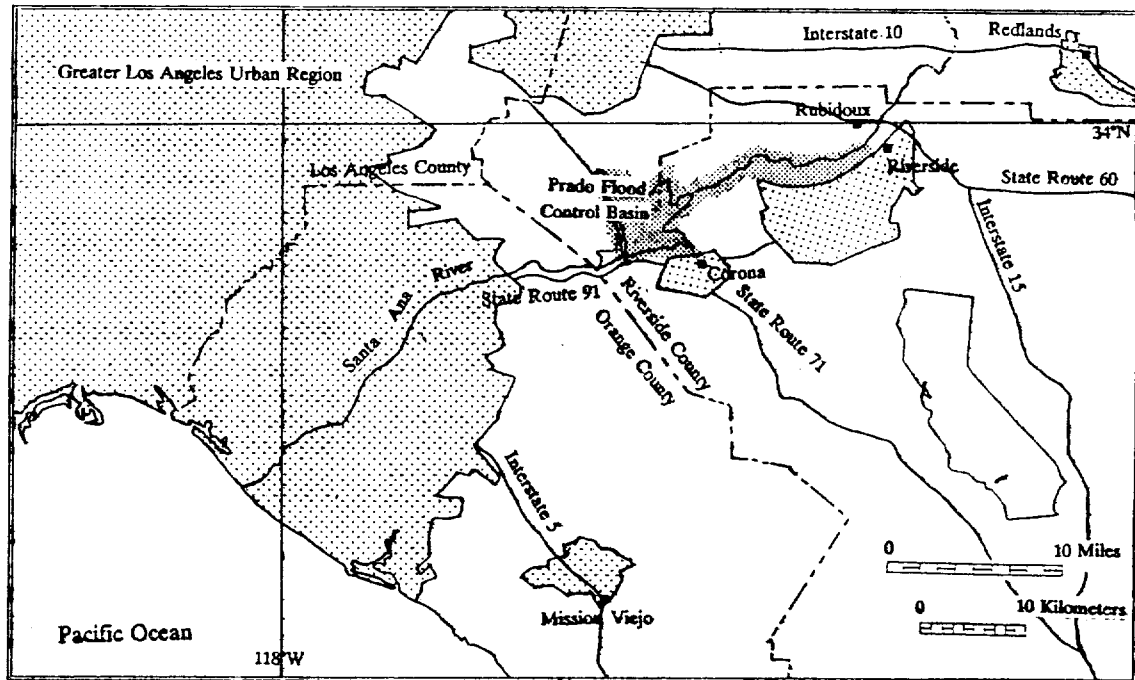 Interstate 10
Redlands
Greater Los Angeles Urban Region
Rubidoux
34°N
Los Angeles County
Riverside
Prado Flood
Control Basin
State Route 60
Santa Ana River
State Route 91
Corona
Interstate 15
Riverside County
Orange County
State Route 71
Interstate 5
0 10 Miles
0 10 Kilometers
Mission Viejo
Pacific Ocean
118°W